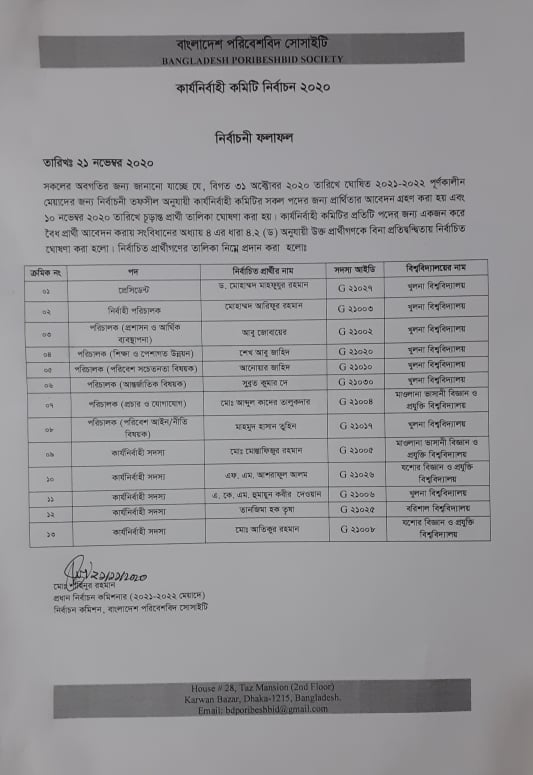 বাংলাদেশ পরিবেশবিদ সোসাইটি
BANGLADESH PORIBESHBID SOCIETY
কার্যনির্বাহী কমিটি নির্বাচন ২০২০
নির্বাচনী ফলাফল
তারিখঃ ২১ নভেম্বর ২০২০
সকলের অবগতির জন্য জানানো যাচ্ছে যে, বিগত ৩১ অক্টোবর ২০২০ তারিখে ঘোষিত ২০২১-২০২২ পূর্ণকালীন
মেয়াদের জন্য নির্বাচনী তফসীল অনুযায়ী কার্যনির্বাহী কমিটির সকল পদের জন্য প্রার্থিতার আবেদন গ্রহণ করা হয় এবং
১০ নভেম্বর ২০২০ তারিখে চূড়ান্ত প্রার্থী তালিকা ঘোষণা করা হয়। কার্যনির্বাহী কমিটির প্রতিটি পদের জন্য একজন করে
বৈধ প্রার্থী আবেদন করায় সংবিধানের অধ্যায় ৪ এর ধারা ৪.২ (ড) অনুযায়ী উক্ত প্রার্থীগণকে বিনা প্রতিদ্বন্দ্বিতায় নির্বাচিত
ঘোষণা করা হলো। নির্বাচিত প্রার্থীগণের তালিকা নিম্নে প্রদান করা হলোঃ
ক্রমিক নং পদ নির্বাচিত প্রার্থীর নাম সদস্য আইডি বিশ্ববিদ্যালয়ের নাম
০১ প্রেসিডেন্ট ড. মোহাম্মদ মাহফুজুর রহমান G ২১০২৭ খুলনা বিশ্ববিদ্যালয়
০২ নির্বাহী পরিচালক মোহাম্মদ আরিফুর রহমান G ২১০০৩ খুলনা বিশ্ববিদ্যালয়
০৩ পরিচালক (প্রশাসন ও আর্থিক
ব্যবস্থাপনা) আবু জোবায়ের G ২১০০২ খুলনা বিশ্ববিদ্যালয়
০৪ পরিচালক (শিক্ষা ও পেশাগত উন্নয়ন) শেখ আবু জাহিদ G ২১০২০ খুলনা বিশ্ববিদ্যালয়
০৫ পরিচালক (পরিবেশ সচেতনতা বিষয়ক) আনোয়ার জাহিদ G ২১০১০ খুলনা বিশ্ববিদ্যালয়
০৬ পরিচালক (আন্তর্জাতিক বিষয়ক) সুব্রত কুমার দে G ২১০৩০ খুলনা বিশ্ববিদ্যালয়
০৭ পরিচালক (প্রচার ও যোগাযোগ) মোঃ আব্দুল কাদের তালুকদার G ২১০০৪ মাওলানা ভাসানী বিজ্ঞান ও
প্রযুক্তি বিশ্ববিদ্যালয়
০৮ পরিচালক (পরিবেশ আইন/নীতি
বিষয়ক) মাহমুদ হাসান তুহিন G ২১০১৭ খুলনা বিশ্ববিদ্যালয়
০৯ কার্যনির্বাহী সদস্য মোঃ মোস্তাফিজুর রহমান G ২১০০৫ মাওলানা ভাসানী বিজ্ঞান ও
প্রযুক্তি বিশ্ববিদ্যালয়
১০ কার্যনির্বাহী সদস্য এফ. এম. আশরাফুল আলম G ২১০২৬ যশোর বিজ্ঞান ও প্রযুক্তি
বিশ্ববিদ্যালয়
১১ কার্যনির্বাহী সদস্য এ. কে. এম. হুমায়ুন কবীর দেওয়ান G ২১০০৬ খুলনা বিশ্ববিদ্যালয়
১২ কার্যনির্বাহী সদস্য তানজিমা হক তৃষা G ২১০২৫ বরিশাল বিশ্ববিদ্যালয়
১৩ কার্যনির্বাহী সদস্য মোঃ আতিকুর রহমান G ২১০০৮ যশোর বিজ্ঞান ও প্রযুক্তি
বিশ্ববিদ্যালয়
২১/১১/২০২০
মোঃ রহমান
প্রধান নির্বাচন কমিশনার (২০২১-২০২২ মেয়াদে)
নির্বাচন কমিশন, বাংলাদেশ পরিবেশবিদ সোসাইটি
House # 28, Taz Mansion (2nd Floor)
Karwan Bazar, Dhaka-1215, Bangladesh.
Email: bdporibeshbid@gmail.com